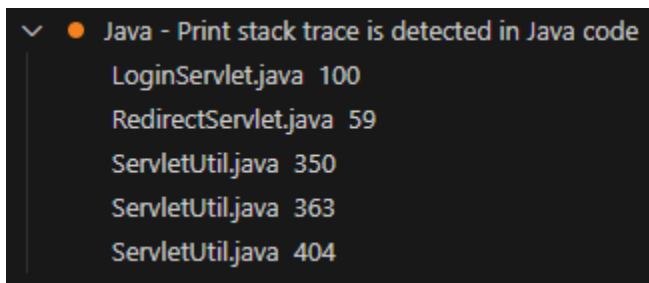 Java - Print stack trace is detected in Java code
LoginServlet.java 100
RedirectServlet.java 59
ServletUtil.java 350
ServletUtil.java 363
ServletUtil.java 404